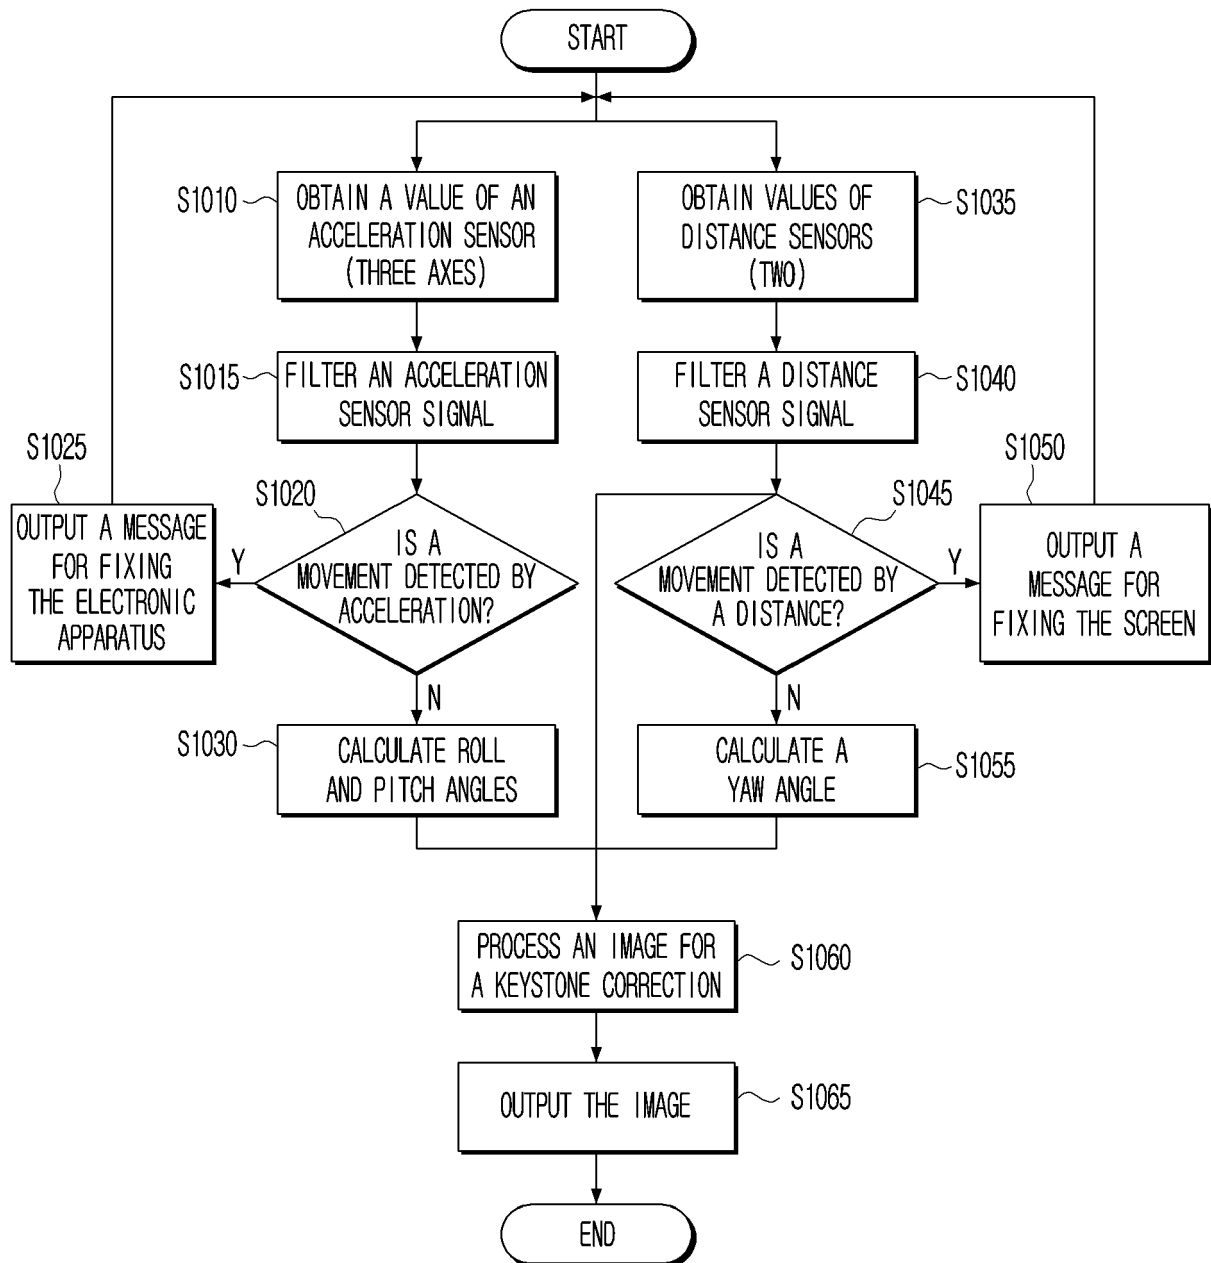 START
S1010
OBTAIN A VALUE OF AN
ACCELERATION SENSOR
(THREE AXES)
OBTAIN VALUES OF
DISTANCE SENSORS
(TWO)
S1035
S1015
FILTER AN ACCELERATION
SENSOR SIGNAL
FILTER A DISTANCE
SENSOR SIGNAL
S1040
S1025
OUTPUT A MESSAGE
FOR FIXING
THE ELECTRONIC
APPARATUS
Y
S1020
IS A
MOVEMENT DETECTED BY
ACCELERATION?
N
S1045
IS A
MOVEMENT DETECTED BY
A DISTANCE?
Y
N
S1050
OUTPUT A
MESSAGE FOR
FIXING THE SCREEN
S1030
CALCULATE ROLL
AND PITCH ANGLES
CALCULATE A
YAW ANGLE
S1055
PROCESS AN IMAGE FOR
A KEYSTONE CORRECTION
S1060
OUTPUT THE IMAGE
S1065
END